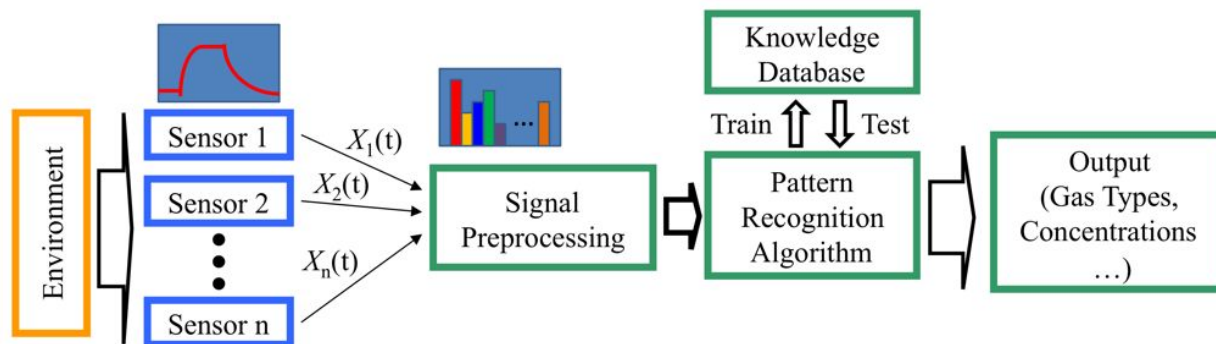 Environment
Sensor 1
Sensor 2
Sensor n
X1(t)
X2(t)
Xn(t)
...
Signal
Preprocessing
Knowledge
Database
Train
Test
Pattern
Recognition
Algorithm
Output
(Gas Types,
Concentrations
...)